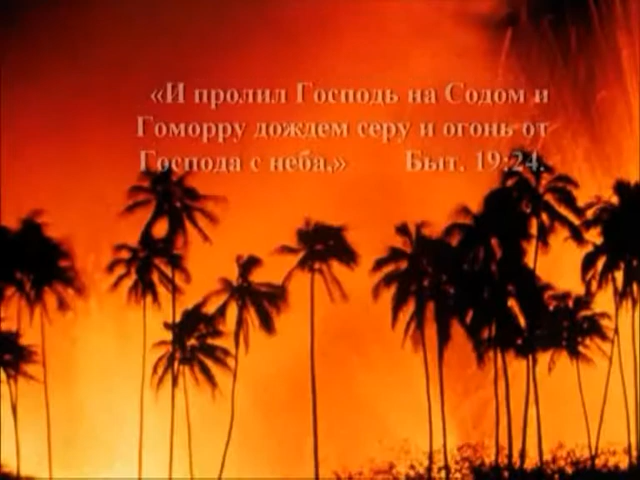 «И пролил Господь на Содом и
Гоморру дождем серу и огонь от
Господа с неба,» Быт. 19:24.